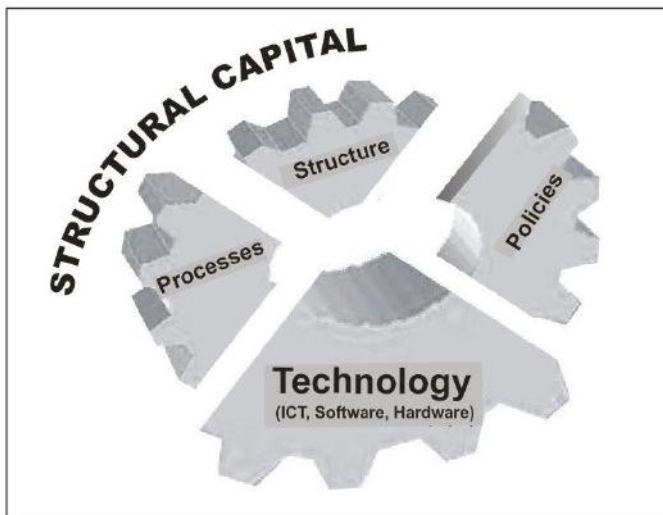 STRUCTURAL CAPITAL
Structure
Policies
Processes
Technology
(ICT, Software, Hardware)